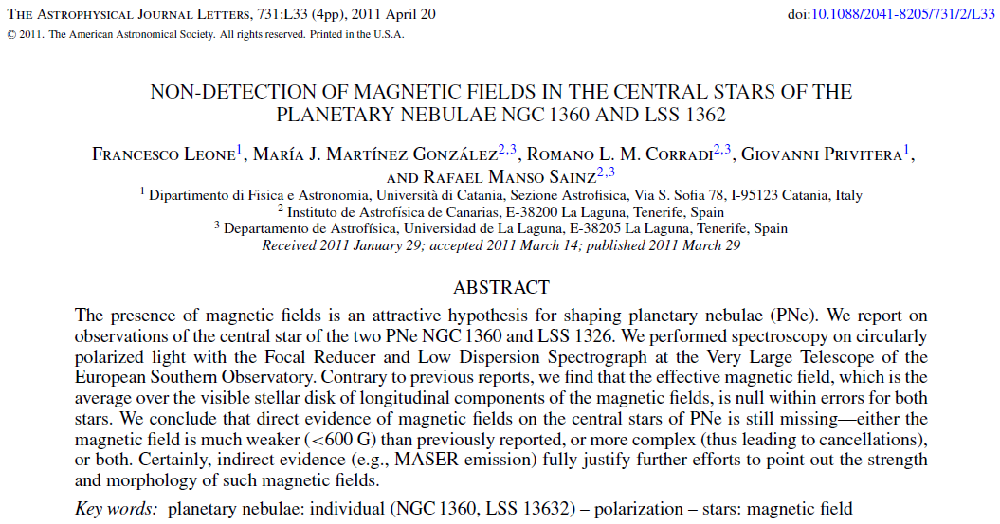 THE ASTROPHYSICAL JOURNAL LETTERS, 731:L33 (4pp), 2011 April 20
doi:10.1088/2041-8205/731/2/L33
© 2011. The American Astronomical Society. All rights reserved. Printed in the U.S.A.
NON-DETECTION OF MAGNETIC FIELDS IN THE CENTRAL STARS OF THE
PLANETARY NEBULAE NGC 1360 AND LSS 1362
FRANCESCO LEONE1, MARÍA J. MARTÍNEZ GONZÁLEZ2,3, ROMANO L. M. CORRADI2,3, GIOVANNI PRIVITERA1,
AND RAFAEL MANSO SAINZ2,3
1 Dipartimento di Fisica e Astronomia, Università di Catania, Sezione Astrofisica, Via S. Sofia 78, I-95123 Catania, Italy
2 Instituto de Astrofísica de Canarias, E-38200 La Laguna, Tenerife, Spain
3 Departamento de Astrofísica, Universidad de La Laguna, E-38205 La Laguna, Tenerife, Spain
Received 2011 January 29; accepted 2011 March 14; published 2011 March 29
ABSTRACT
The presence of magnetic fields is an attractive hypothesis for shaping planetary nebulae (PNe). We report on
observations of the central star of the two PNe NGC 1360 and LSS 1326. We performed spectroscopy on circularly
polarized light with the Focal Reducer and Low Dispersion Spectrograph at the Very Large Telescope of the
European Southern Observatory. Contrary to previous reports, we find that the effective magnetic field, which is the
average over the visible stellar disk of longitudinal components of the magnetic fields, is null within errors for both
stars. We conclude that direct evidence of magnetic fields on the central stars of PNe is still missing—either the
magnetic field is much weaker (<600 G) than previously reported, or more complex (thus leading to cancellations),
or both. Certainly, indirect evidence (e.g., MASER emission) fully justify further efforts to point out the strength
and morphology of such magnetic fields.
Key words: planetary nebulae: individual (NGC 1360, LSS 13632) – polarization – stars: magnetic field